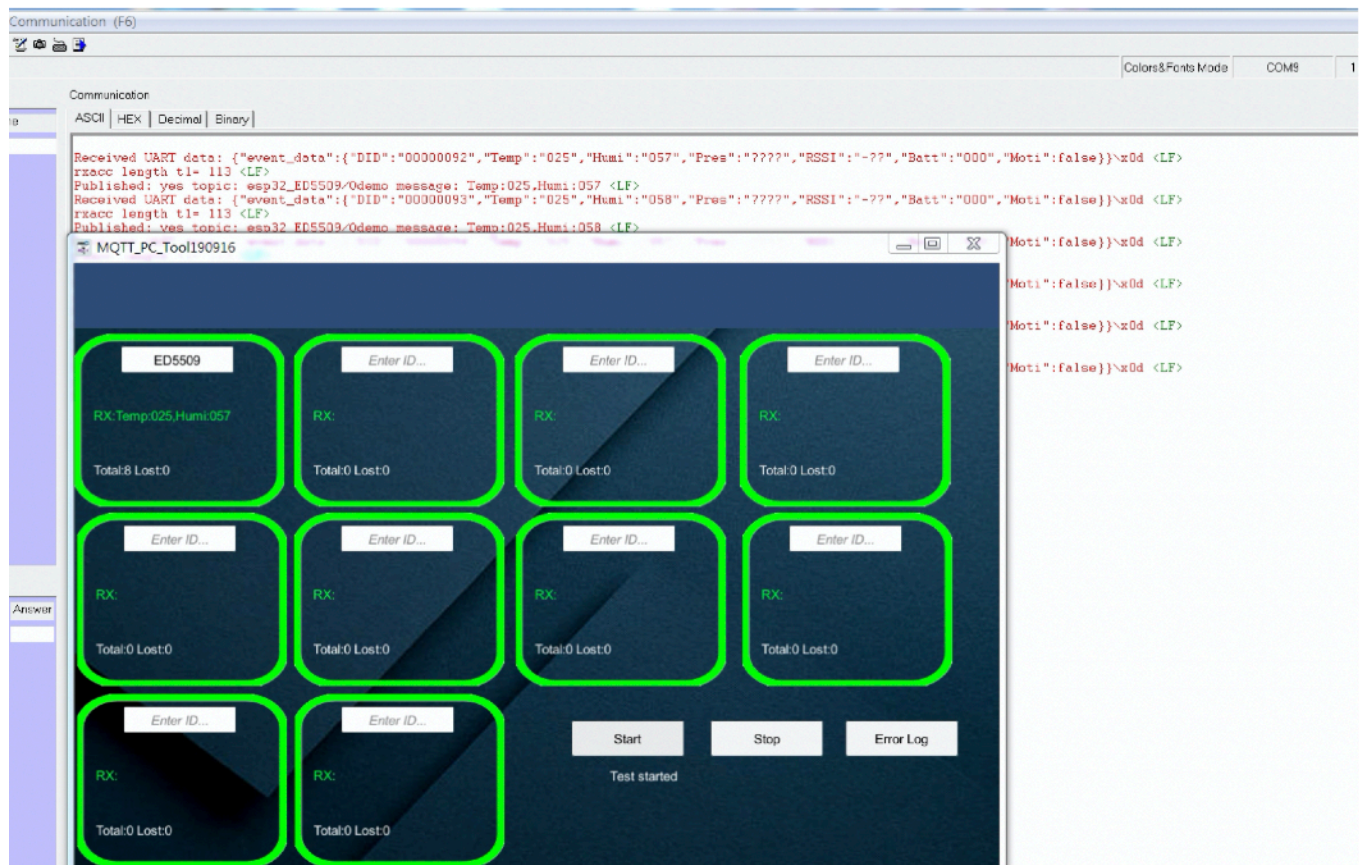 Communication (F6)
Colors&Fonts Mode COM9 1
Communication
ASCII HEX Decimal Binary
Received UART data: {"event_data":{"DID":"00000092","Temp":"025","Humi":"057","Pres":"????","RSSI":"-??","Batt":"000","Moti":false}}\x0d <LF>
rxacc length t1= 113 <LF>
Published: yes topic: esp32_ED5509/Odemo message: Temp:025,Humi:057 <LF>
Received UART data: {"event_data":{"DID":"00000093","Temp":"025","Humi":"058","Pres":"????","RSSI":"-??","Batt":"000","Moti":false}}\x0d <LF>
rxacc length t1= 113 <LF>
Published: yes topic: esp32_ED5509/Odemo message: Temp:025,Humi:058 <LF>
"Moti":false}}\x0d <LF>
MQTT_PC_Tool190916
"Moti":false}}\x0d <LF>
"Moti":false}}\x0d <LF>
"Moti":false}}\x0d <LF>
ED5509 Enter ID... Enter ID... Enter ID...
RX:Temp:025,Humi:057 RX: RX: RX:
Total:8 Lost:0 Total:0 Lost:0 Total:0 Lost:0 Total:0 Lost:0
Enter ID... Enter ID... Enter ID... Enter ID...
RX: RX: RX: RX:
Answer
Total:0 Lost:0 Total:0 Lost:0 Total:0 Lost:0 Total:0 Lost:0
Enter ID... Enter ID...
Start Stop Error Log
RX: RX: Test started
Total:0 Lost:0 Total:0 Lost:0